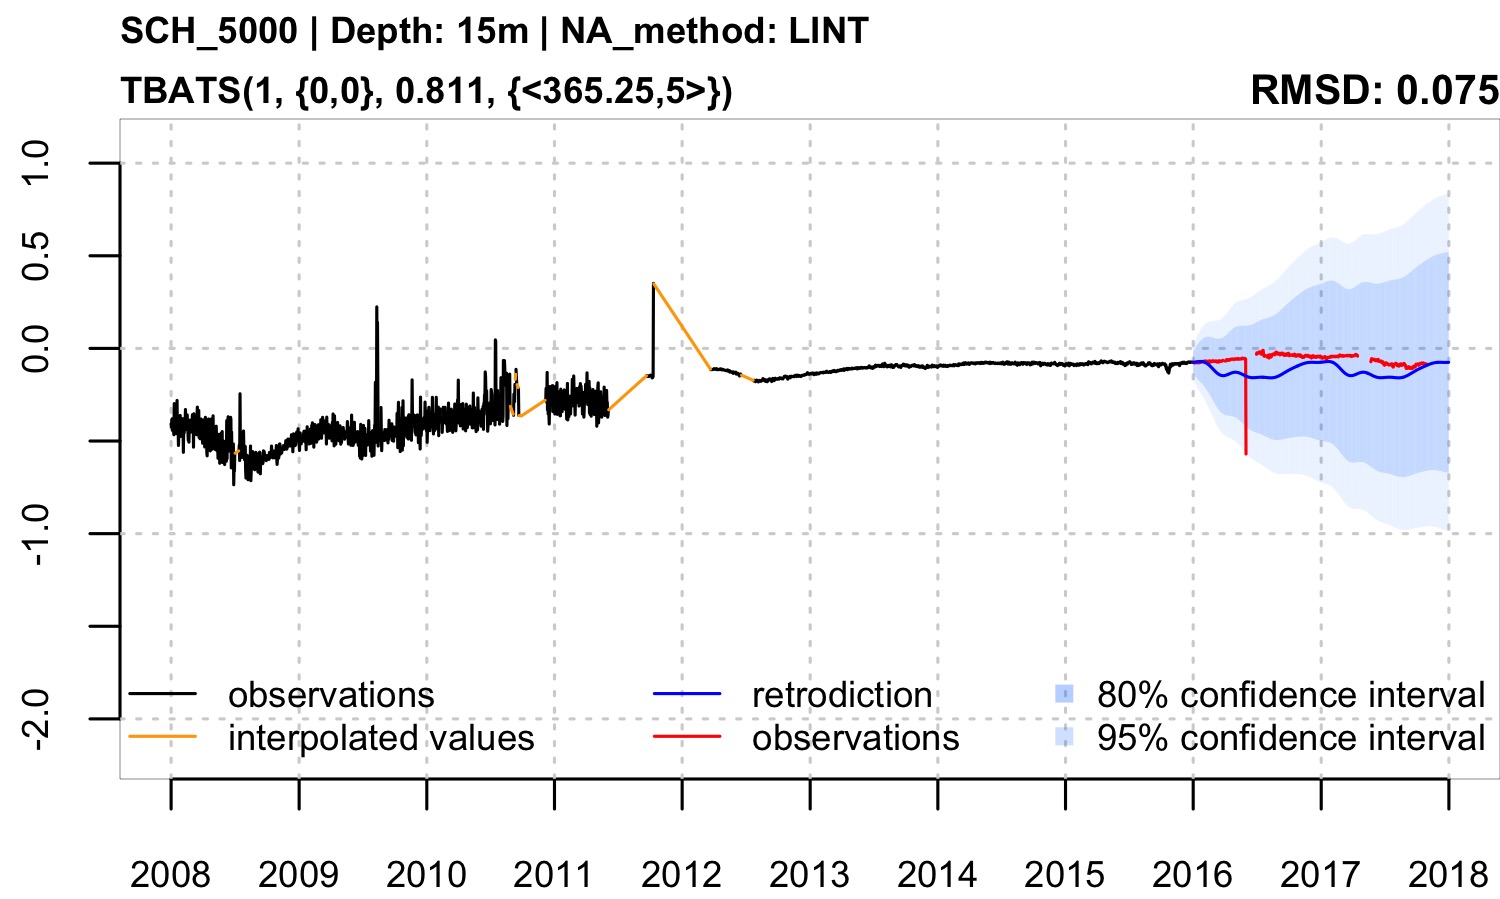 SCH_5000 | Depth: 15m | NA_method: LINT
TBATS(1, {0,0}, 0.811, {<365.25,5>})
RMSD: 0.075
1.0
0.5
0.0
-1.0
-2.0
observations
interpolated values
retrodiction
observations
80% confidence interval
95% confidence interval
2008 2009 2010 2011 2012 2013 2014 2015 2016 2017 2018